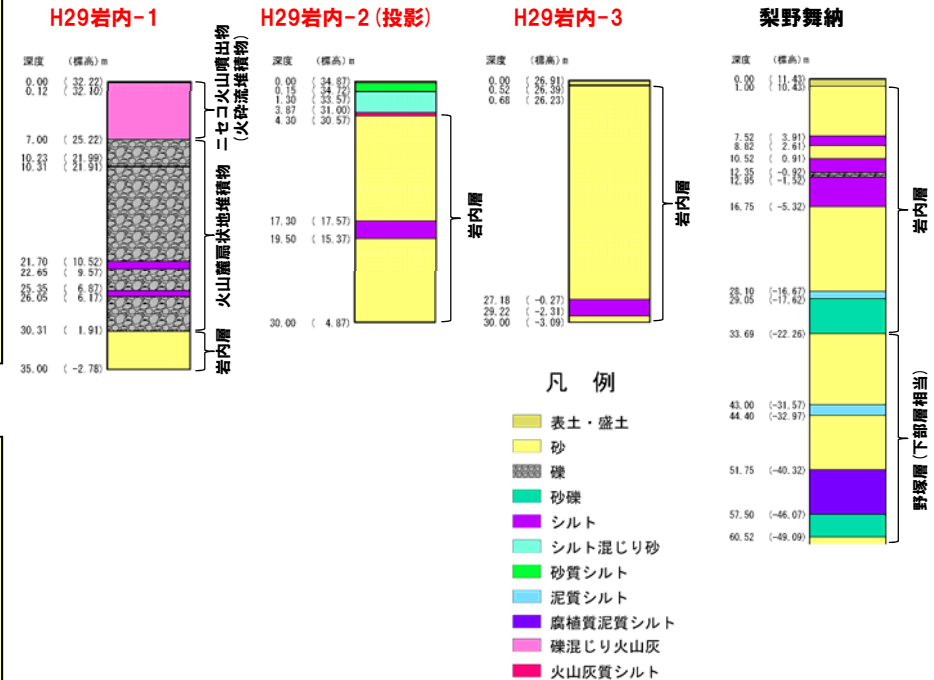 H29岩内-1
深度 (標高)m
0.00 ( 32.22)
0.12 ( 32.10)
7.00 ( 25.22)
10.23 ( 21.99)
10.31 ( 21.91)
21.70 ( 10.52)
22.65 ( 9.57)
25.35 ( 6.87)
26.05 ( 6.17)
30.31 ( 1.91)
35.00 ( -2.78)
ニセコ火山噴出物
(火砕流堆積物)
火山麓扇状地堆積物
岩内層
H29岩内-2(投影)
深度 (標高)m
0.00 ( 34.87)
0.15 ( 34.72)
1.30 ( 33.57)
3.87 ( 31.00)
4.30 ( 30.57)
17.30 ( 17.57)
19.50 ( 15.37)
30.00 ( 4.87)
岩内層
H29岩内-3
深度 (標高)m
0.00 ( 26.91)
0.52 ( 26.39)
0.68 ( 26.23)
27.18 ( -0.27)
29.22 ( -2.31)
30.00 ( -3.09)
岩内層
梨野舞納
深度 (標高)m
0.00 ( 11.43)
1.00 ( 10.43)
7.52 ( 3.91)
8.82 ( 2.61)
10.52 ( 0.91)
12.35 ( -0.92)
12.95 ( -1.52)
16.75 ( -5.32)
28.10 (-16.67)
29.05 (-17.62)
33.69 (-22.26)
43.00 (-31.57)
44.40 (-32.97)
51.75 (-40.32)
57.50 (-46.07)
60.52 (-49.09)
岩内層
野塚層(下部層相当)
凡 例
表土・盛土
砂
礫
砂礫
シルト
シルト混じり砂
砂質シルト
泥質シルト
腐植質泥質シルト
礫混じり火山灰
火山灰質シルト